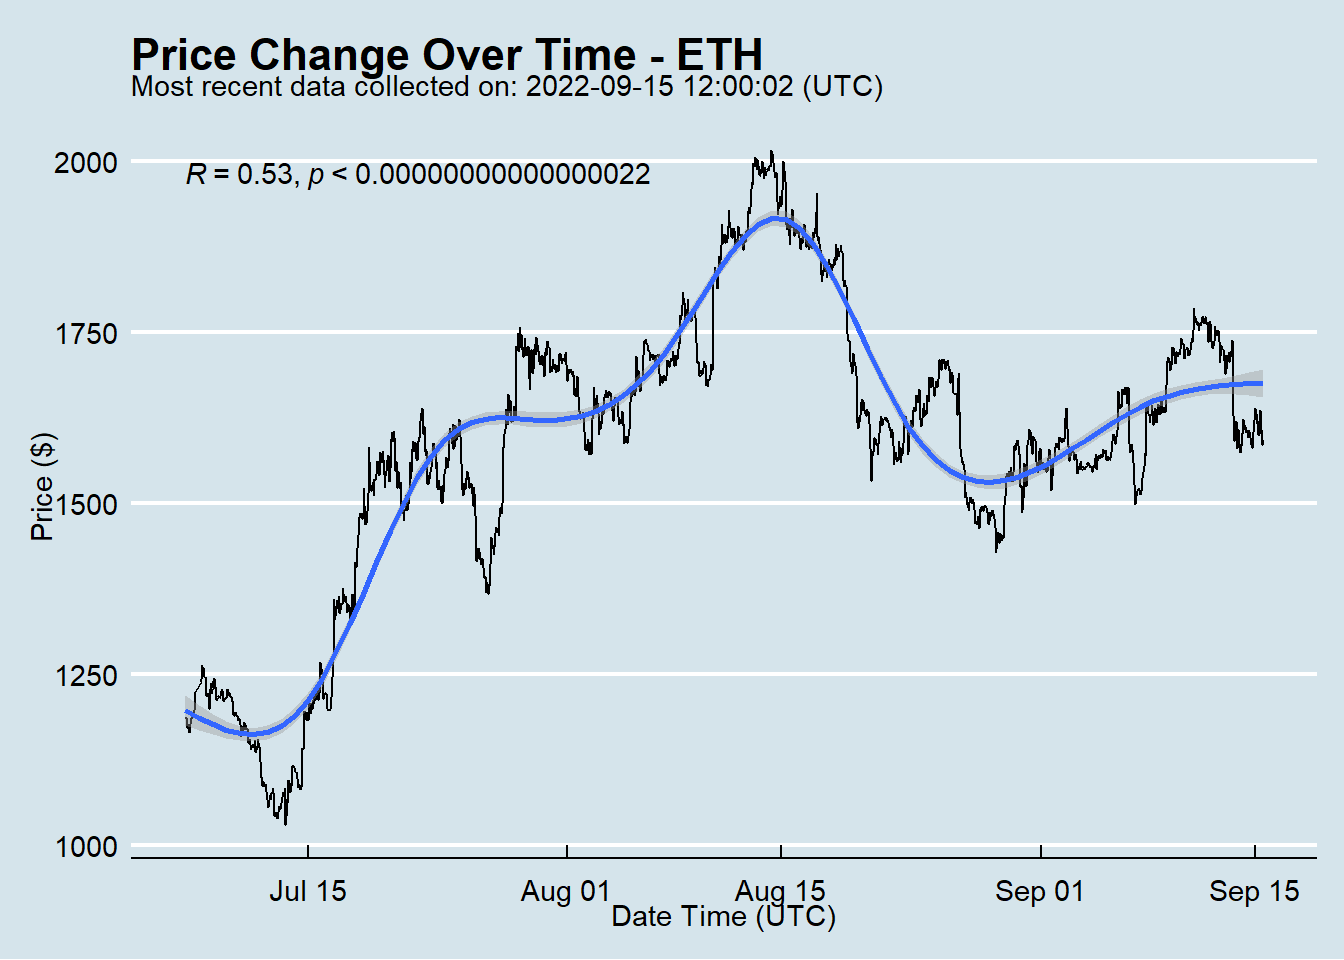 Price Change Over Time - ETH
Most recent data collected on: 2022-09-15 12:00:02 (UTC)
R = 0.53, p < 0.00000000000000022
2000
1750
1500
1250
1000
Price ($)
Jul 15 Aug 01 Aug 15 Sep 01 Sep 15
Date Time (UTC)